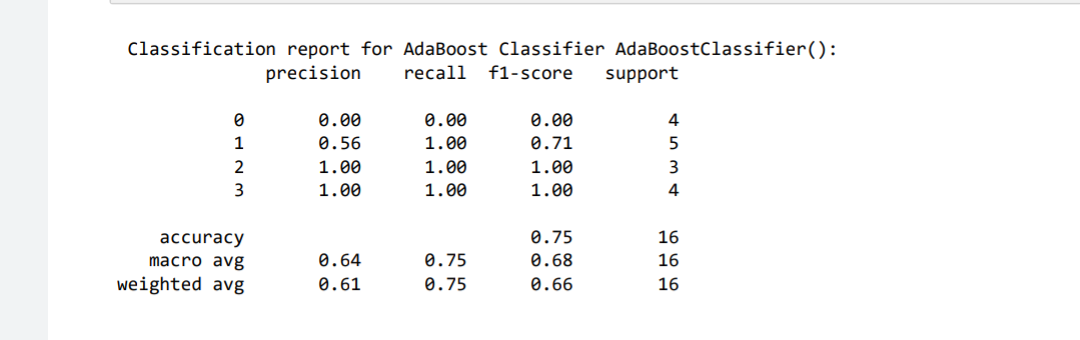 Classification report for AdaBoost Classifier AdaBoostClassifier():
precision recall f1-score support
0 0.00 0.00 0.00 4
1 0.56 1.00 0.71 5
2 1.00 1.00 1.00 3
3 1.00 1.00 1.00 4
accuracy 0.75 16
macro avg 0.64 0.75 0.68 16
weighted avg 0.61 0.75 0.66 16